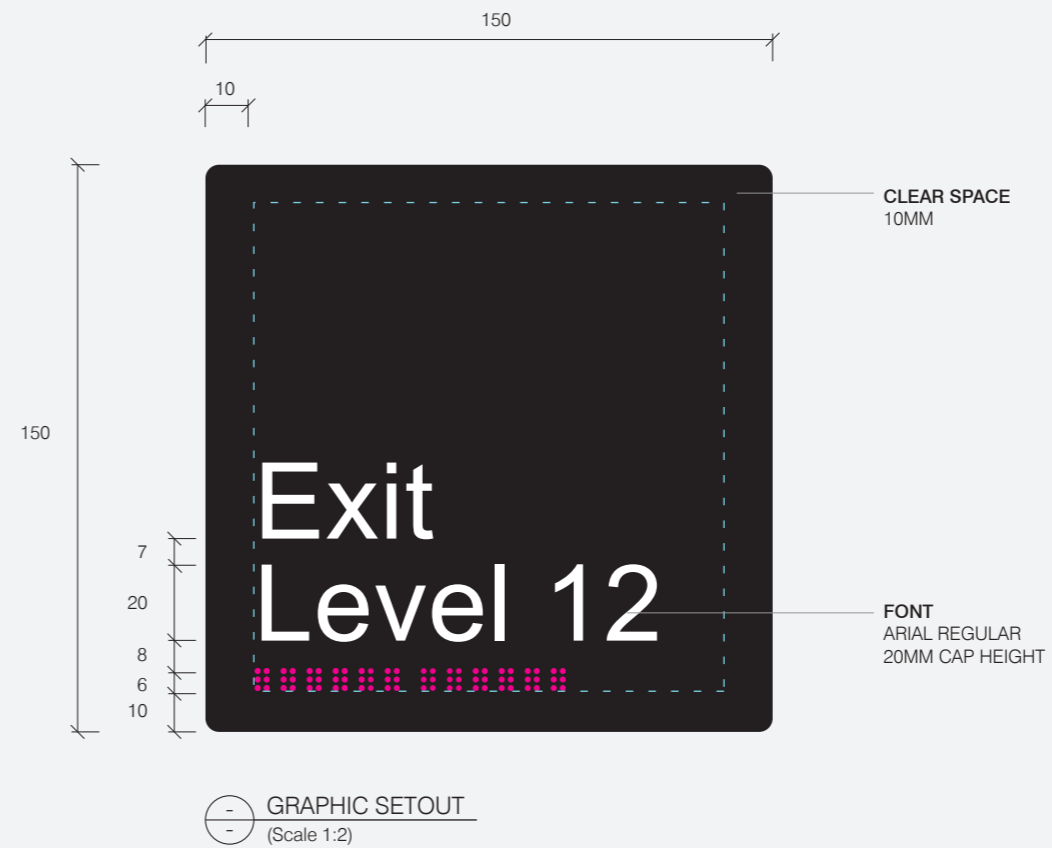 150
10
CLEAR SPACE
10MM
150
Exit
7
Level 12
20
FONT
ARIAL REGULAR
20MM CAP HEIGHT
8
6
10
-
-
GRAPHIC SETOUT
(Scale 1:2)